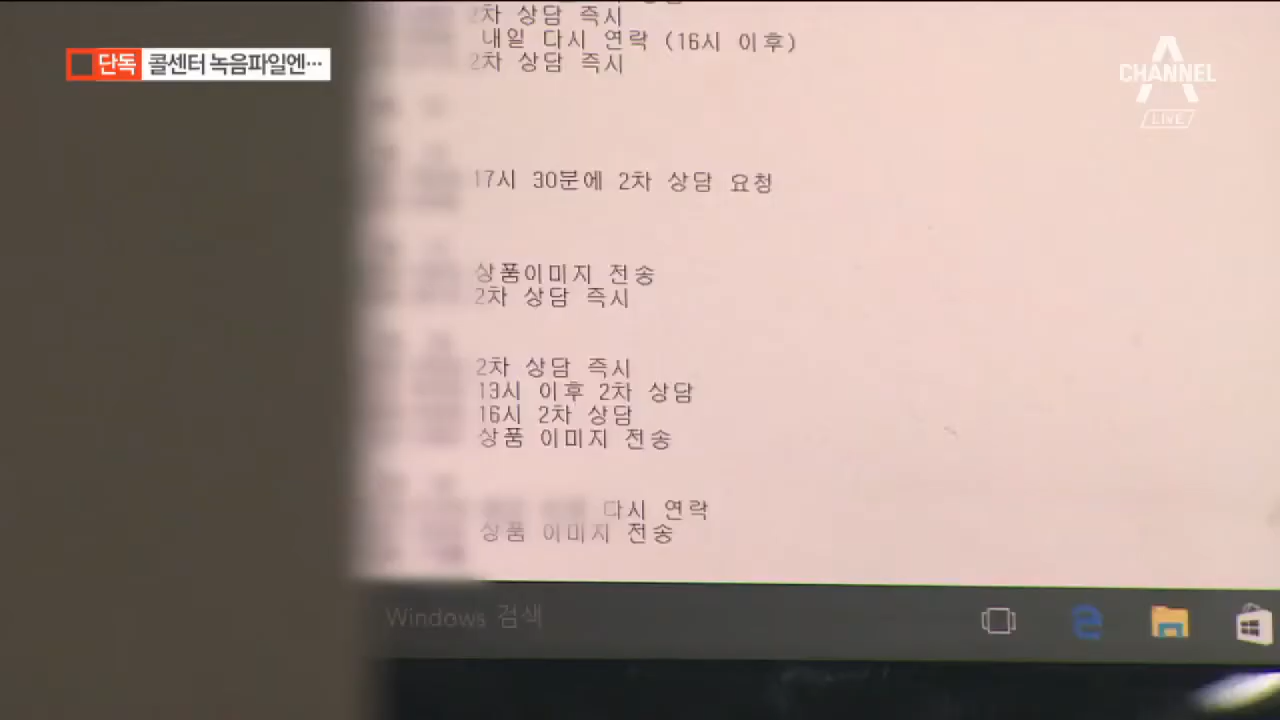 단독 콜센터 녹음파일엔…
CHANNEL A
LIVE
2차 상담 즉시
내일 다시 연락 (16시 이후)
2차 상담 즉시
17시 30분에 2차 상담 요청
상품이미지 전송
2차 상담 즉시
2차 상담 즉시
13시 이후 2차 상담
16시 2차 상담
상품 이미지 전송
다시 연락
상품 이미지 전송
Windows 검색